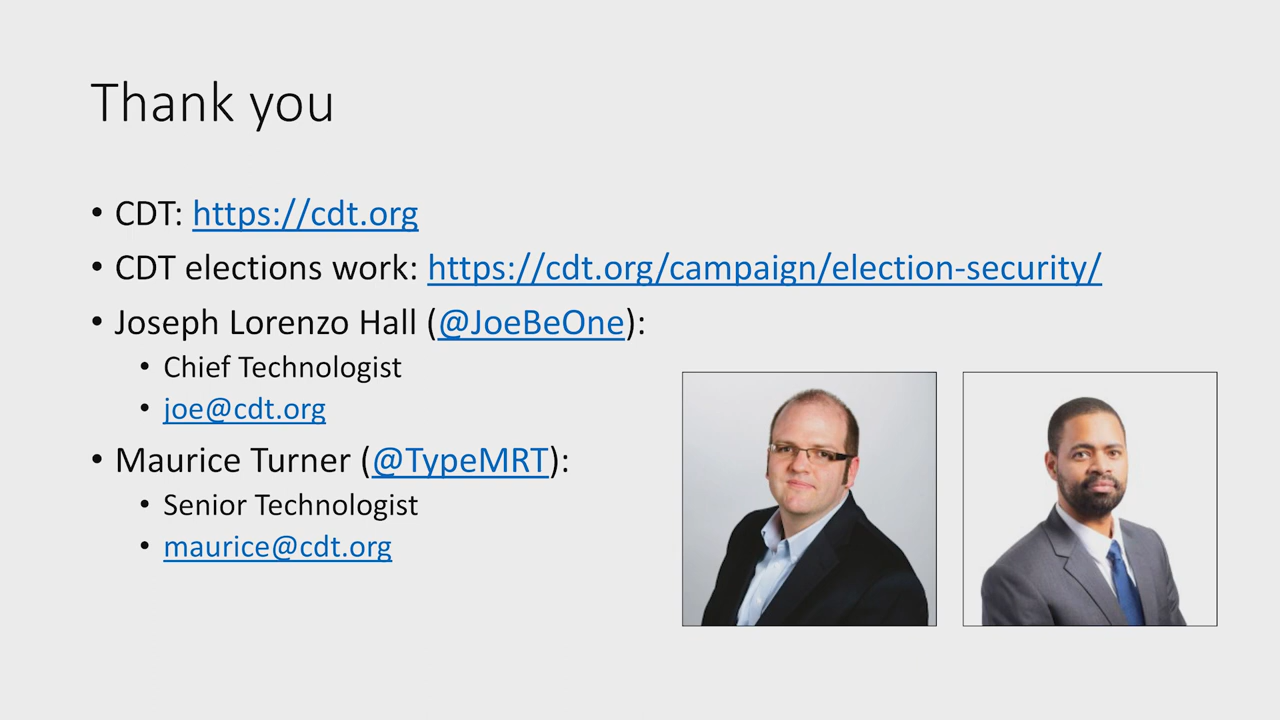 Thank you
• CDT: https://cdt.org
• CDT elections work: https://cdt.org/campaign/election-security/
• Joseph Lorenzo Hall (@JoeBeOne):
• Chief Technologist
• joe@cdt.org
• Maurice Turner (@TypeMRT):
• Senior Technologist
• maurice@cdt.org